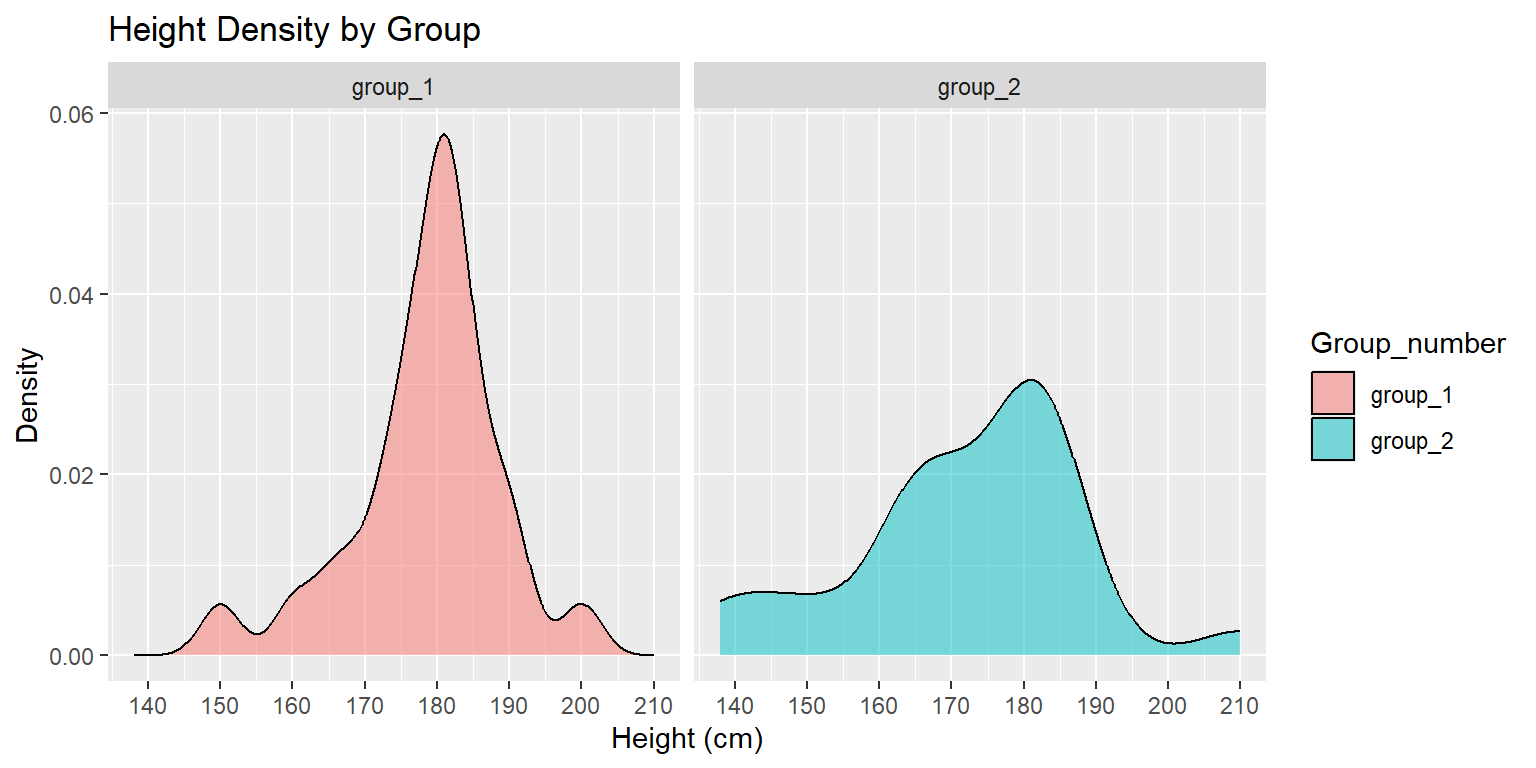 Height Density by Group
group_1
group_2
0.06
0.04
0.02
0.00
Density
140 150 160 170 180 190 200 210
140 150 160 170 180 190 200 210
Height (cm)
Group_number
group_1
group_2